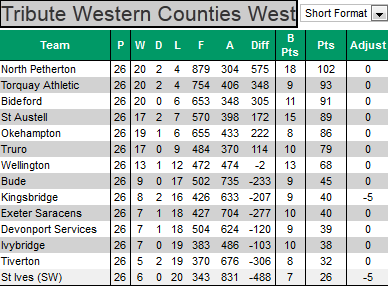 Tribute Western Counties West Short Format
Team P W D L F A Diff B Pts Pts Adjust
North Petherton 26 20 2 4 879 304 575 18 102 0
Torquay Athletic 26 20 2 4 754 406 348 9 93 0
Bideford 26 20 0 6 653 348 305 11 91 0
St Austell 26 17 2 7 570 398 172 15 89 0
Okehampton 26 19 1 6 655 433 222 8 86 0
Truro 26 17 0 9 484 370 114 10 79 0
Wellington 26 13 1 12 472 474 -2 13 68 0
Bude 26 9 0 17 502 735 -233 9 45 0
Kingsbridge 26 8 2 16 426 633 -207 9 40 -5
Exeter Saracens 26 7 1 18 427 704 -277 10 40 0
Devonport Services 26 7 1 18 504 624 -120 9 39 0
Ivybridge 26 7 0 19 383 486 -103 10 38 0
Tiverton 26 5 2 19 370 676 -306 8 32 0
St Ives (SW) 26 6 0 20 343 831 -488 7 26 -5